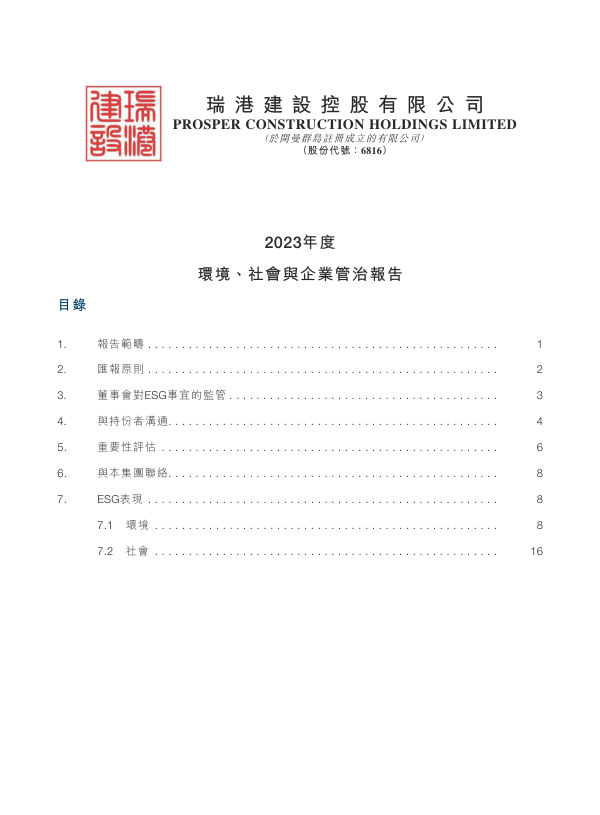 瑞港建設
瑞港建設控股有限公司
PROSPER CONSTRUCTION HOLDINGS LIMITED
(於開曼群島註冊成立的有限公司)
(股份代號：6816)
2023年度
環境、社會與企業管治報告
目錄
1. 報告範疇 . . . . . . . . . . . . . . . . . . . . . . . . . . . . . . . . . . . . . . . . . . . . . . . . . . . . 1
2. 匯報原則 . . . . . . . . . . . . . . . . . . . . . . . . . . . . . . . . . . . . . . . . . . . . . . . . . . . . 2
3. 董事會對ESG事宜的監管 . . . . . . . . . . . . . . . . . . . . . . . . . . . . . . . . . . . . . . . . 3
4. 與持份者溝通. . . . . . . . . . . . . . . . . . . . . . . . . . . . . . . . . . . . . . . . . . . . . . . . . 4
5. 重要性評估 . . . . . . . . . . . . . . . . . . . . . . . . . . . . . . . . . . . . . . . . . . . . . . . . . . 6
6. 與本集團聯絡. . . . . . . . . . . . . . . . . . . . . . . . . . . . . . . . . . . . . . . . . . . . . . . . . 8
7. ESG表現 . . . . . . . . . . . . . . . . . . . . . . . . . . . . . . . . . . . . . . . . . . . . . . . . . . . . 8
7.1 環境 . . . . . . . . . . . . . . . . . . . . . . . . . . . . . . . . . . . . . . . . . . . . . . . . . . . 8
7.2 社會 . . . . . . . . . . . . . . . . . . . . . . . . . . . . . . . . . . . . . . . . . . . . . . . . . . . 16